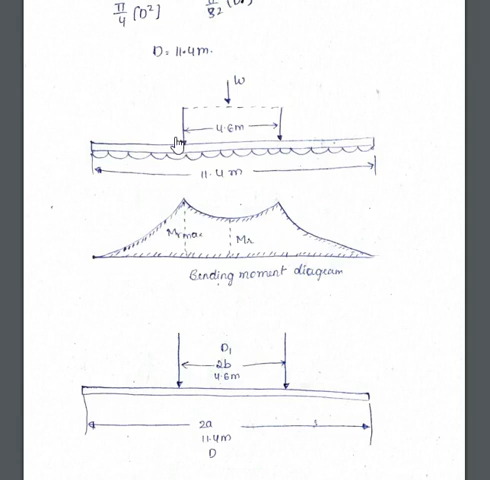 π/4 [D²]
D = 11.4m.
W
4.6m
11.4 m
Mrmax
Mr
Bending moment diagram
D₁
2b
4.6m
2a
11.4m
D